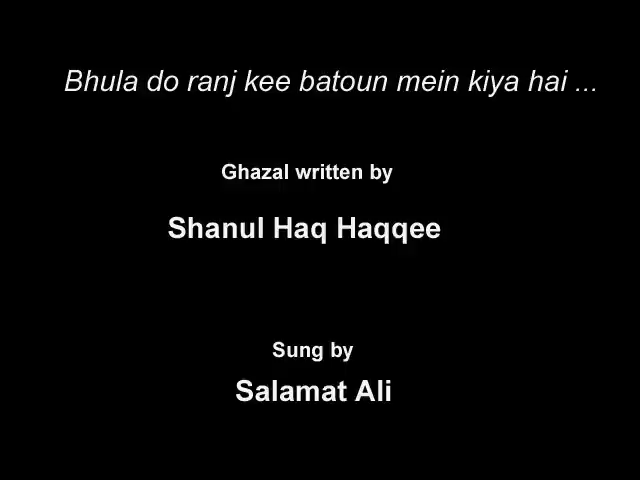 Bhula do ranj kee batoun mein kiya hai ...
Ghazal written by
Shanul Haq Haqqee
Sung by
Salamat Ali